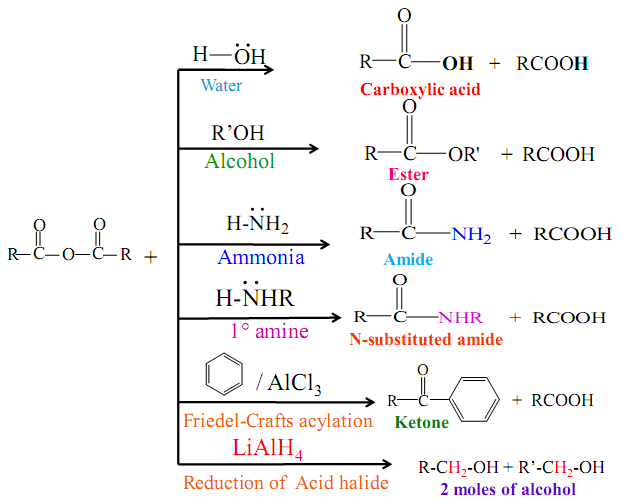 H—ÖH
Water
O
R—C—OH + RCOOH
Carboxylic acid
R'OH
Alcohol
O
R—C—OR' + RCOOH
Ester
O O
R—C—O—C—R +
H-N̈H₂
Ammonia
O
R—C—NH₂ + RCOOH
Amide
H-N̈HR
1° amine
O
R—C—NHR + RCOOH
N-substituted amide
/ AlCl₃
Friedel-Crafts acylation
O
R—C + RCOOH
Ketone
LiAlH₄
Reduction of Acid halide
R-CH₂-OH + R'-CH₂-OH
2 moles of alcohol